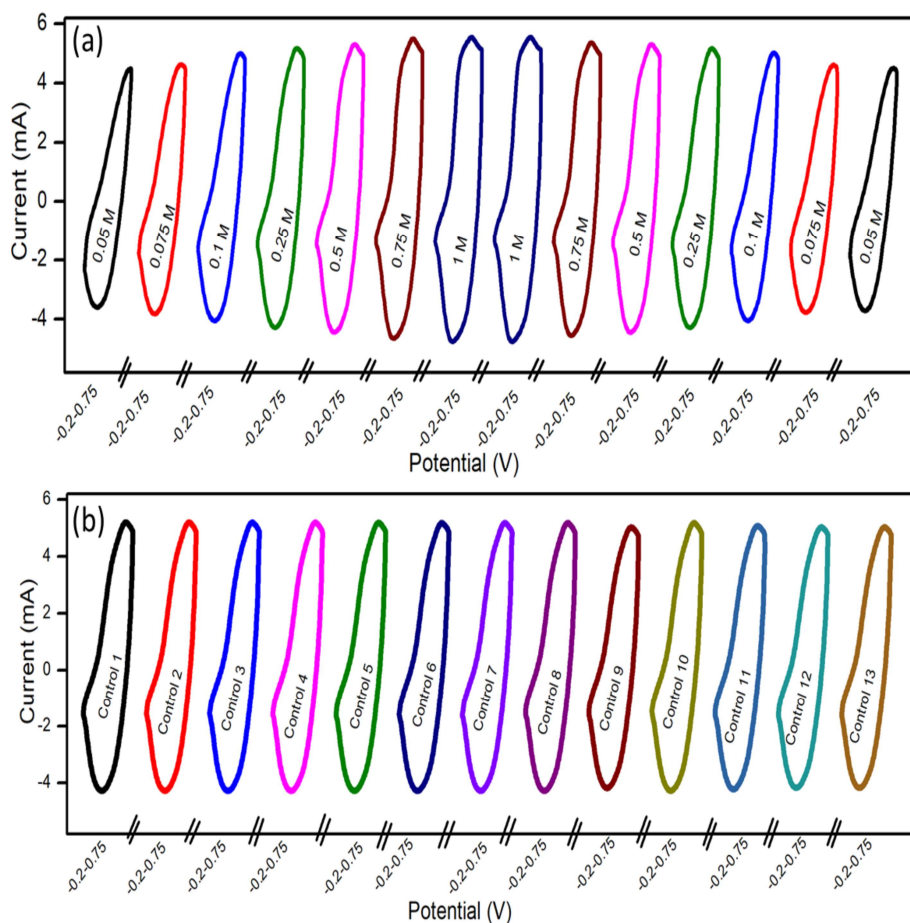 (a)
Current (mA)
6
4
2
0
-2
-4
0.05 M
0.075 M
0.1 M
0.25 M
0.5 M
0.75 M
1 M
1 M
0.75 M
0.5 M
0.25 M
0.1 M
0.075 M
0.05 M
-0.2-0.75
-0.2-0.75
-0.2-0.75
-0.2-0.75
-0.2-0.75
-0.2-0.75
-0.2-0.75
-0.2-0.75
-0.2-0.75
-0.2-0.75
-0.2-0.75
-0.2-0.75
-0.2-0.75
-0.2-0.75
Potential (V)
(b)
Current (mA)
6
4
2
0
-2
-4
Control 1
Control 2
Control 3
Control 4
Control 5
Control 6
Control 7
Control 8
Control 9
Control 10
Control 11
Control 12
Control 13
-0.2-0.75
-0.2-0.75
-0.2-0.75
-0.2-0.75
-0.2-0.75
-0.2-0.75
-0.2-0.75
-0.2-0.75
-0.2-0.75
-0.2-0.75
-0.2-0.75
-0.2-0.75
-0.2-0.75
Potential (V)